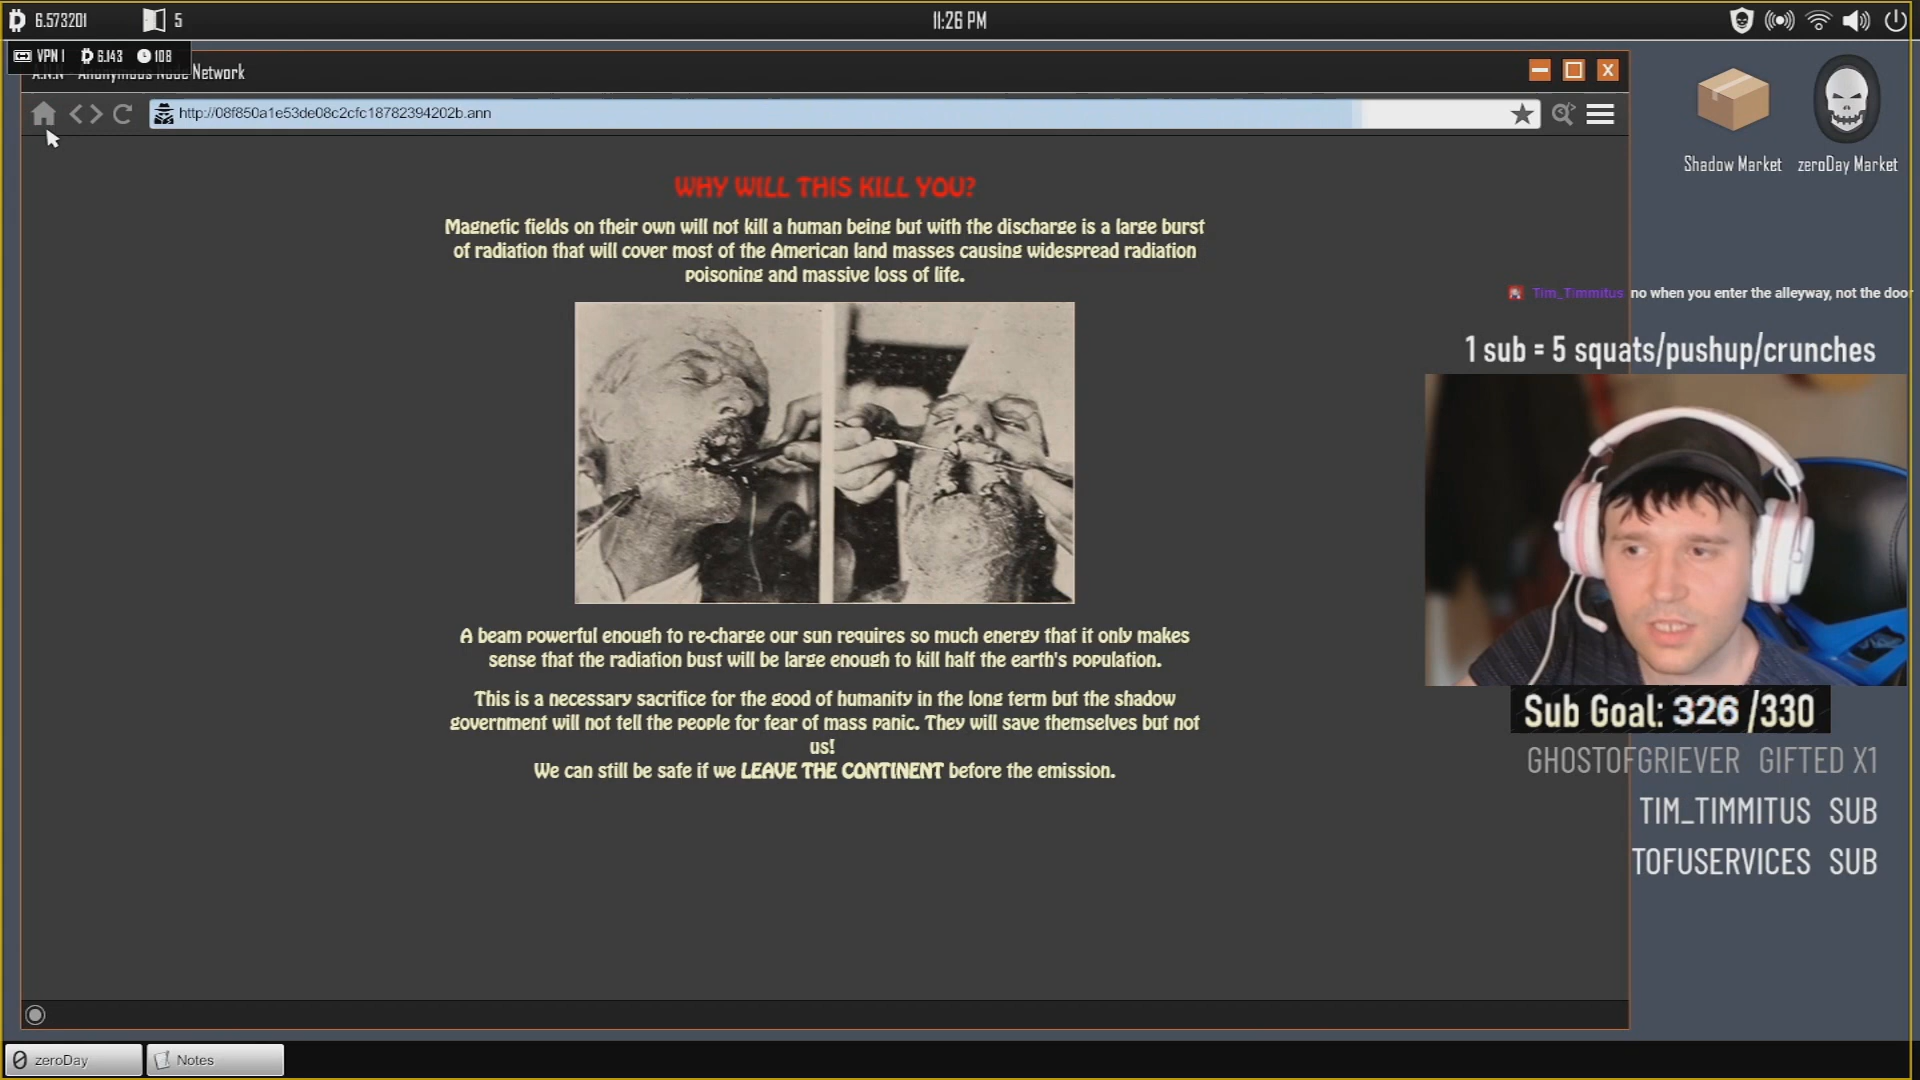 6.573201
5
11:26 PM
VPN 1
6.143
108
Network
http://08f850a1e53de08c2cfc18782394202b.ann
Shadow Market
zeroDay Market
WHY WILL THIS KILL YOU?
Magnetic fields on their own will not kill a human being but with the discharge is a large burst
of radiation that will cover most of the American land masses causing widespread radiation
poisoning and massive loss of life.
Tim_Timmitus no when you enter the alleyway, not the door
1 sub = 5 squats/pushup/crunches
A beam powerful enough to re-charge our sun requires so much energy that it only makes
sense that the radiation bust will be large enough to kill half the earth's population.
This is a necessary sacrifice for the good of humanity in the long term but the shadow
government will not tell the people for fear of mass panic. They will save themselves but not
us!
We can still be safe if we LEAVE THE CONTINENT before the emission.
Sub Goal: 326 /330
GHOSTOFGRIEVER GIFTED X1
TIM_TIMMITUS SUB
TOFUSERVICES SUB
zeroDay
Notes